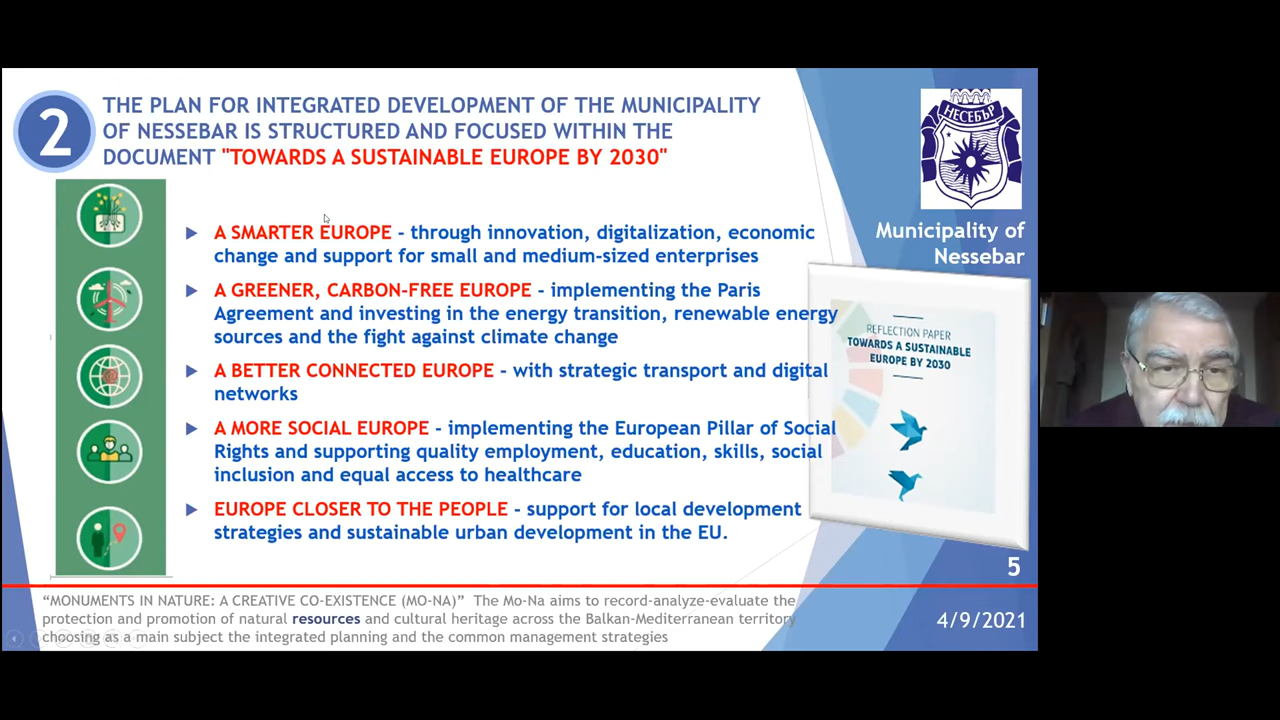 2
THE PLAN FOR INTEGRATED DEVELOPMENT OF THE MUNICIPALITY
OF NESSEBAR IS STRUCTURED AND FOCUSED WITHIN THE
DOCUMENT "TOWARDS A SUSTAINABLE EUROPE BY 2030"
НЕСЕБЪР
Municipality of
Nessebar
A SMARTER EUROPE - through innovation, digitalization, economic
change and support for small and medium-sized enterprises
A GREENER, CARBON-FREE EUROPE - implementing the Paris
Agreement and investing in the energy transition, renewable energy
sources and the fight against climate change
A BETTER CONNECTED EUROPE - with strategic transport and digital
networks
A MORE SOCIAL EUROPE - implementing the European Pillar of Social
Rights and supporting quality employment, education, skills, social
inclusion and equal access to healthcare
EUROPE CLOSER TO THE PEOPLE - support for local development
strategies and sustainable urban development in the EU.
REFLECTION PAPER
TOWARDS A SUSTAINABLE
EUROPE BY 2030
5
“MONUMENTS IN NATURE: A CREATIVE CO-EXISTENCE (MO-NA)” The Mo-Na aims to record-analyze-evaluate the
protection and promotion of natural resources and cultural heritage across the Balkan-Mediterranean territory
choosing as a main subject the integrated planning and the common management strategies
4/9/2021